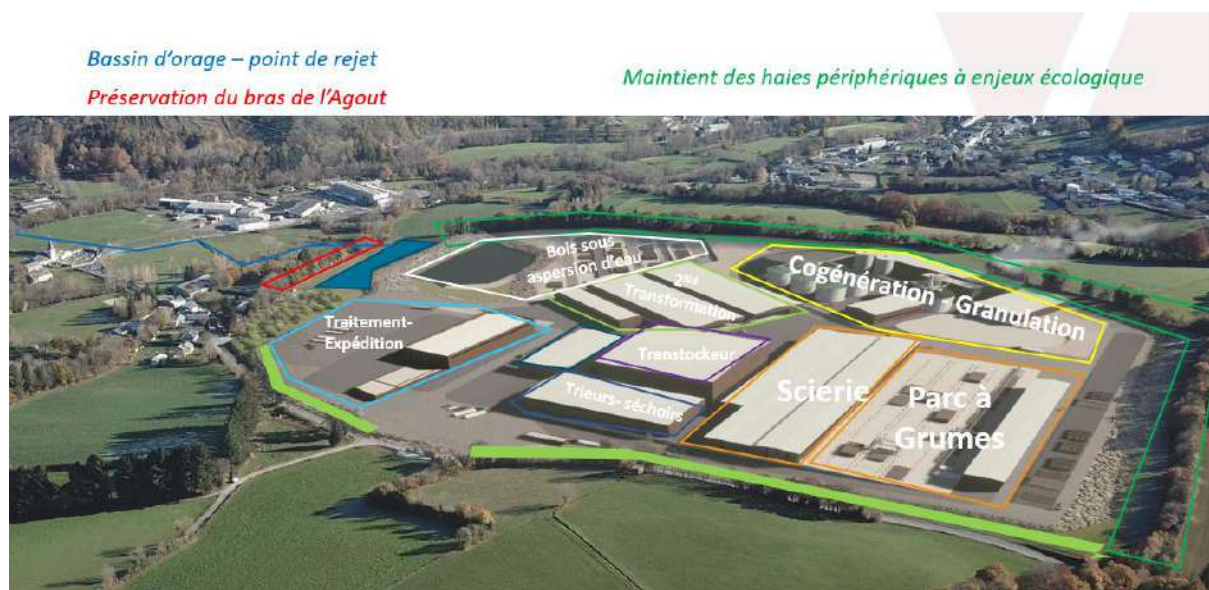 Bassin d'orage – point de rejet
Préservation du bras de l'Agout
Maintient des haies périphériques à enjeux écologique
Bois sous
aspersion d'eau
Cogénération - Granulation
2nd
Transformation
Traitement-
Expédition
Transtockeur
Trieurs- séchoirs
Scierie
Parc à
Grumes